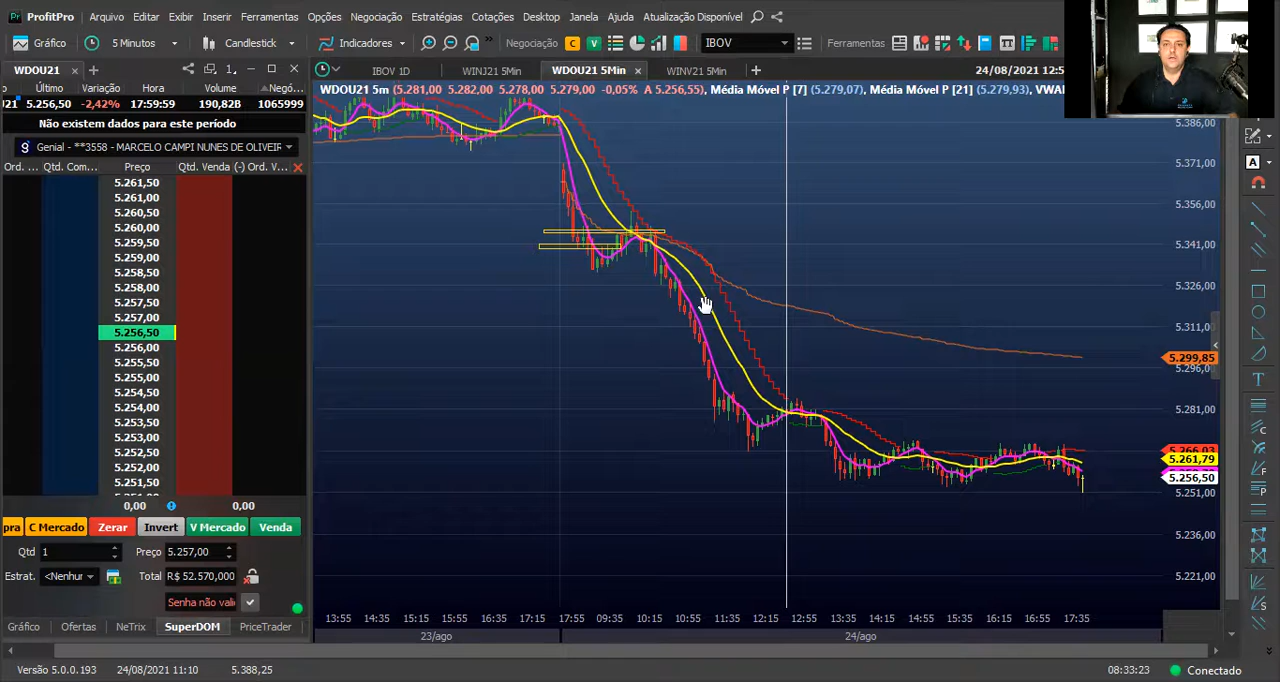 ProfitPro Arquivo Editar Exibir Inserir Ferramentas Opções Negociação Estratégias Cotações Desktop Janela Ajuda Atualização Disponível
Gráfico 5 Minutos Candlestick Indicadores Negociação C V IBOV Ferramentas
WDOU21 IBOV 1D WINJ21 5Min WDOU21 5Min WINV21 5Min 24/08/2021 12:5
Último Variação Hora Volume Negó...
U21 5.256,50 -2,42% 17:59:59 190,82B 1065999
WDOU21 5m (5.281,00 5.282,00 5.278,00 5.279,00 -0,05% A 5.256,55), Média Móvel P [7] (5.279,07), Média Móvel P [21] (5.279,93), VWA
Não existem dados para este período
Genial - **3558 - MARCELO CAMPI NUNES DE OLIVEIR
Ord. ... Qtd. Com... Preço Qtd. Venda (-) Ord. V...
5.261,50
5.261,00
5.260,50
5.260,00
5.259,50
5.259,00
5.258,50
5.258,00
5.257,50
5.257,00
5.256,50
5.256,00
5.255,50
5.255,00
5.254,50
5.254,00
5.253,50
5.253,00
5.252,50
5.252,00
5.251,50
0,00 0,00
pra C Mercado Zerar Invert V Mercado Venda
Qtd 1 Preço 5.257,00
Estrat. <Nenhur Total R$ 52.570,000
Senha não vali
Gráfico Ofertas NeTrix SuperDOM PriceTrader
5.386,00
5.371,00
5.356,00
5.341,00
5.326,00
5.311,00
5.299,85
5.296,00
5.281,00
5.266,03
5.261,79
5.256,50
5.251,00
5.236,00
5.221,00
13:55 14:35 15:15 15:55 16:35 17:15 17:55 09:35 10:15 10:55 11:35 12:15 12:55 13:35 14:15 14:55 15:35 16:15 16:55 17:35
23/ago 24/ago
Versão 5.0.0.193 24/08/2021 11:10 5.388,25 08:33:23 Conectado